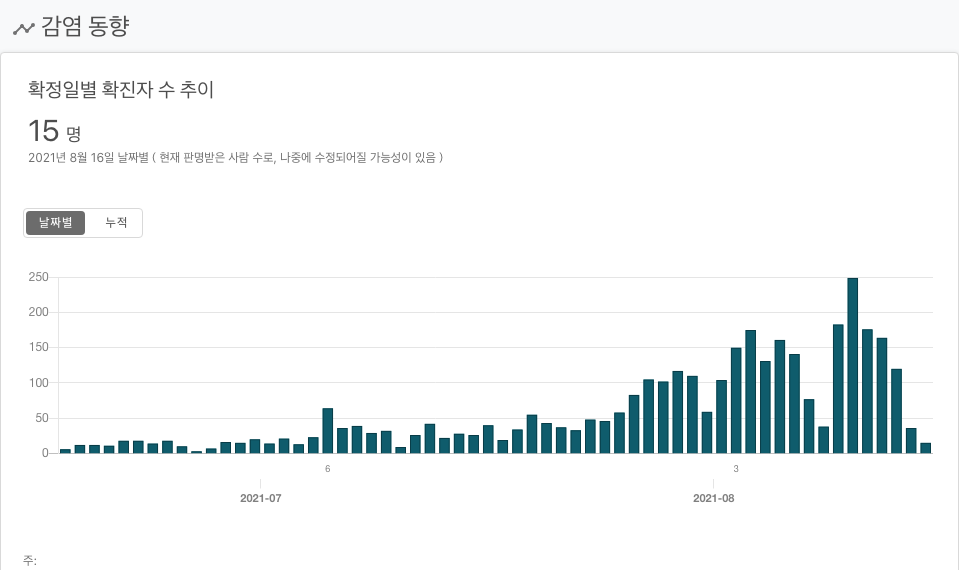 감염 동향
확정일별 확진자 수 추이
15 명
2021년 8월 16일 날짜별 ( 현재 판명받은 사람 수로, 나중에 수정되어질 가능성이 있음 )
날짜별 누적
250
200
150
100
50
0
6 3
2021-07 2021-08
주: